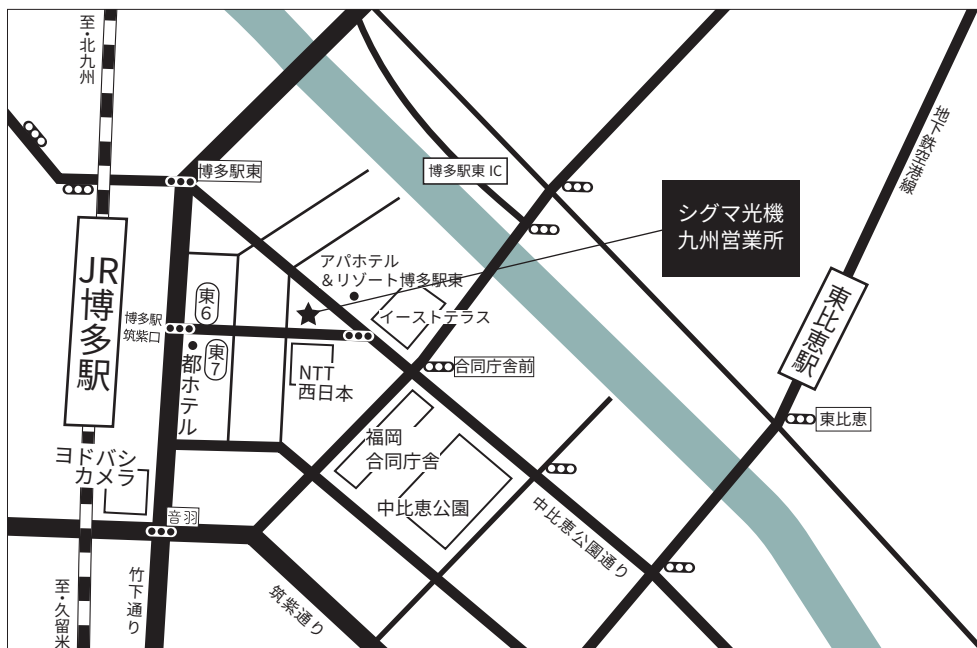 至・北九州
博多駅東
博多駅東 IC
地下鉄空港線
シグマ光機
九州営業所
JR
博多駅
東6
アパホテル
&リゾート博多駅東
イーストテラス
東比恵駅
博多駅
筑紫口
東7
都ホテル
NTT
西日本
合同庁舎前
東比恵
ヨドバシ
カメラ
福岡
合同庁舎
中比恵公園
音羽
中比恵公園通り
竹下通り
筑紫通り
至・久留米